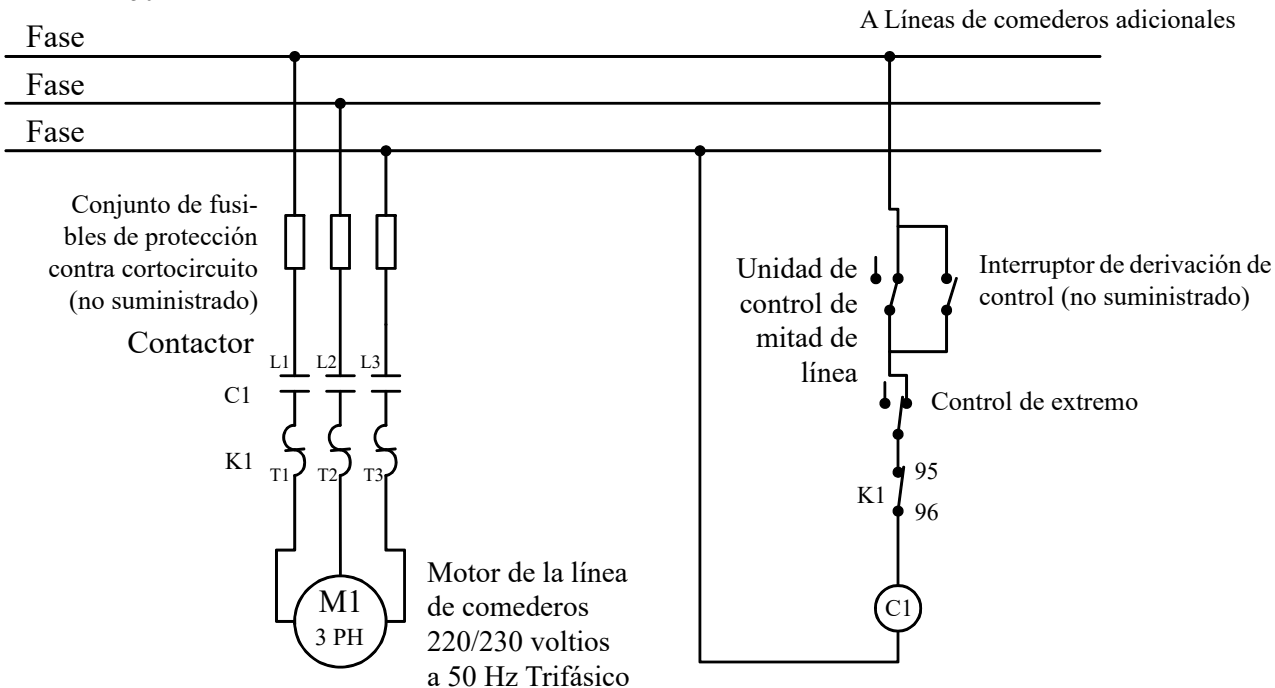 A Líneas de comederos adicionales
Fase
Fase
Fase
Conjunto de fusi-
bles de protección
contra cortocircuito
(no suministrado)
Contactor
L1 L2 L3
C1
K1
T1 T2 T3
M1
3 PH
Motor de la línea
de comederos
220/230 voltios
a 50 Hz Trifásico
Unidad de
control de
mitad de
línea
Interruptor de derivación de
control (no suministrado)
Control de extremo
95
K1
96
C1